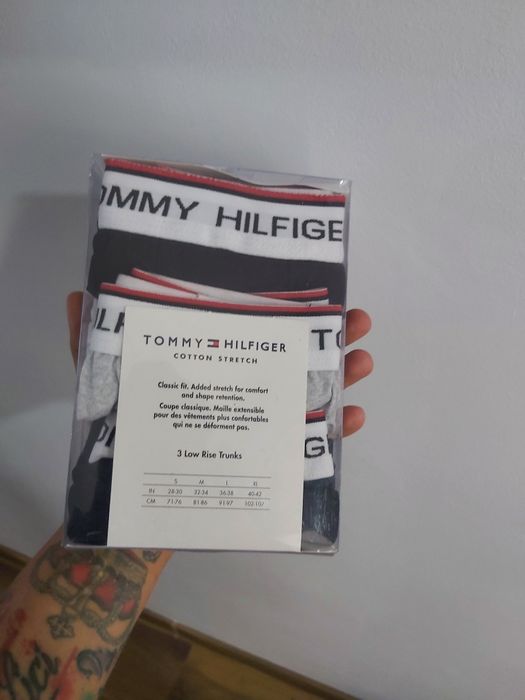 OMMY HILFIGE
TOMMY HILFIGER
COTTON STRETCH
Classic fit. Added stretch for comfort
and shape retention.
Coupe classique. Maille extensible
pour des vêtements plus confortables
qui ne se déforment pas.
3 Low Rise Trunks
S M L XL
IN 28-30 32-34 36-38 40-42
CM 71-76 81-86 91-97 102-107